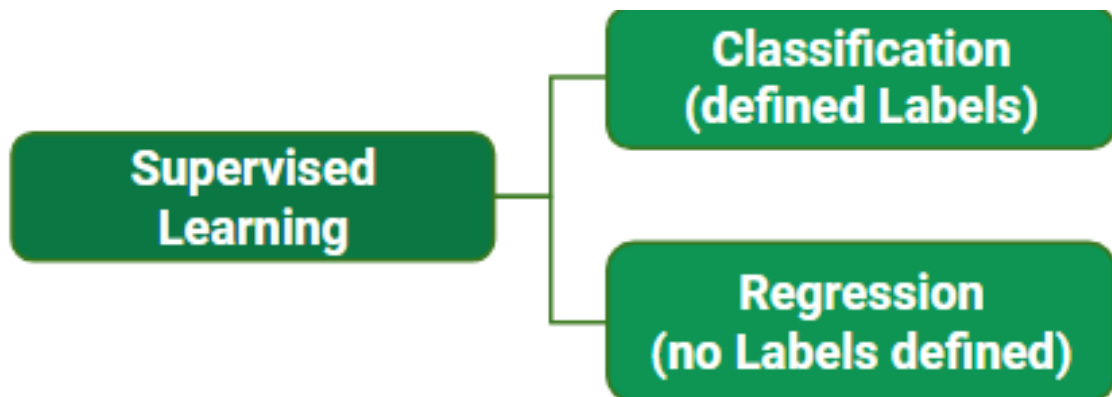 Classification
(defined Labels)
Supervised
Learning
Regression
(no Labels defined)